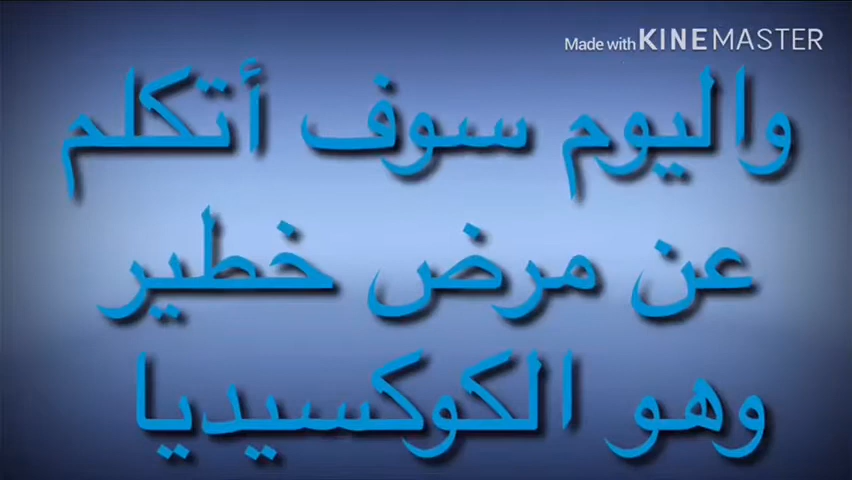 Made with KINEMASTER
واليوم سوف أتكلم
عن مرض خطير
وهو الكوكسيديا